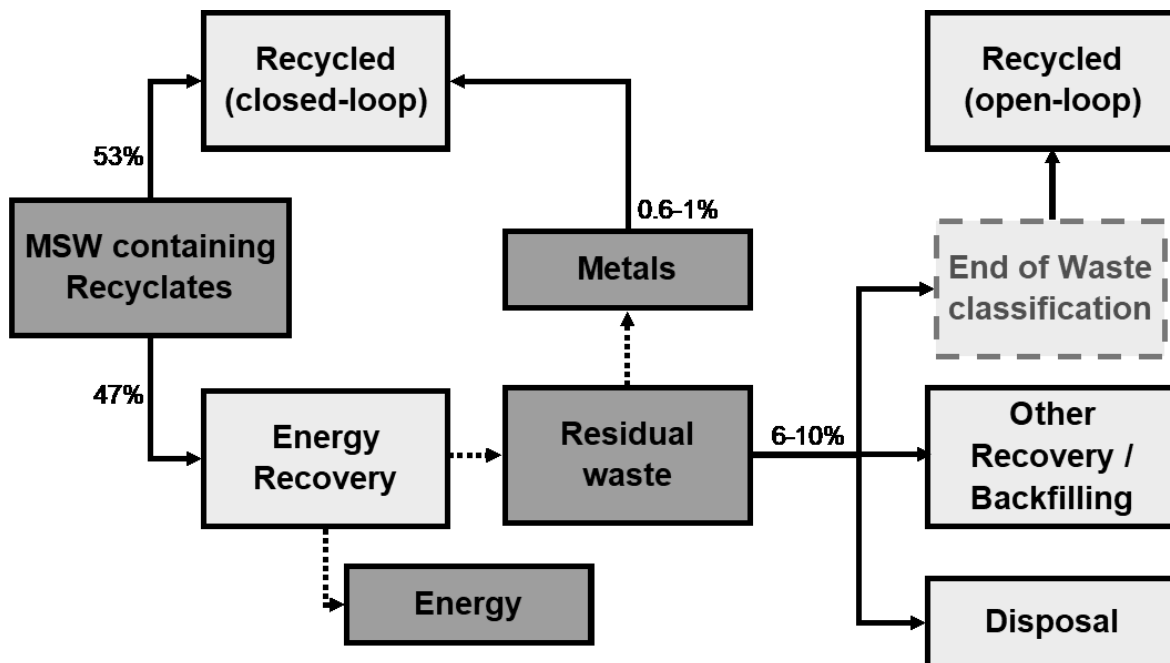 Recycled
(closed-loop)
Recycled
(open-loop)
53%
0.6-1%
MSW containing
Recyclates
Metals
End of Waste
classification
47%
Energy
Recovery
Residual
waste
6-10%
Other
Recovery /
Backfilling
Energy
Disposal